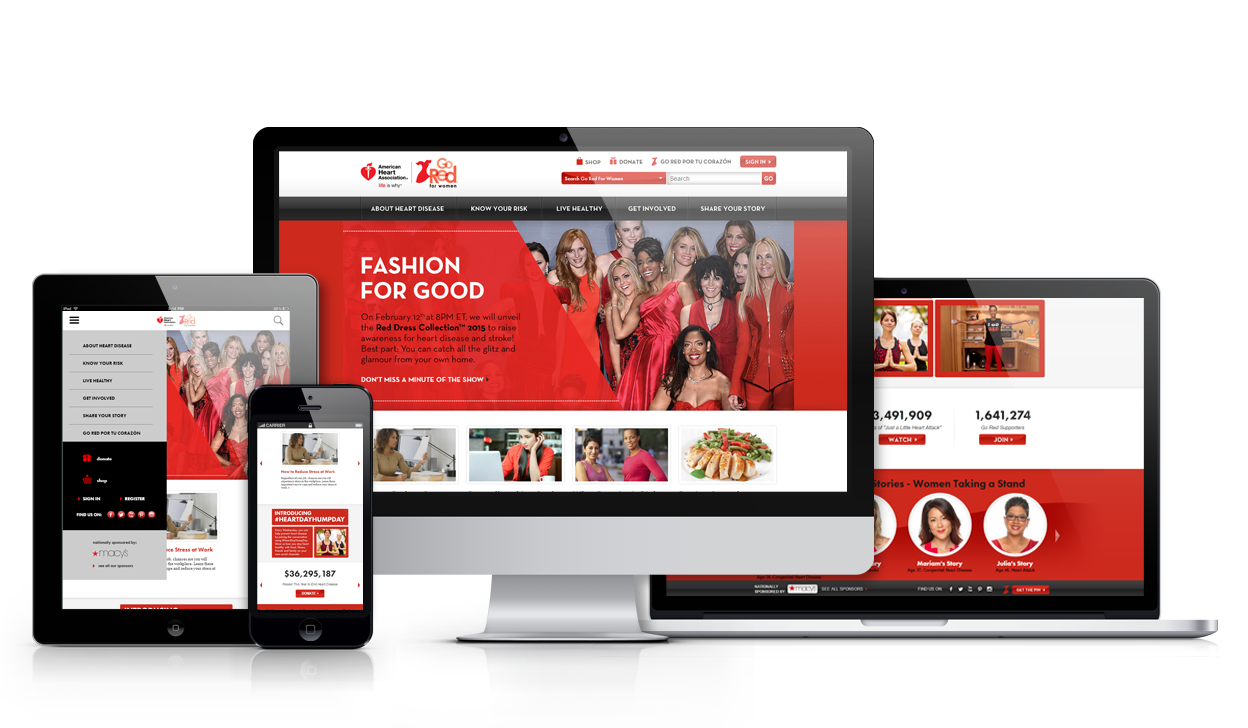 American
Heart
Association®
life is why™
Go
Red
for women
SHOP
DONATE
GO RED POR TU CORAZÓN
SIGN IN
Search Go Red For Women
Search
GO
ABOUT HEART DISEASE
KNOW YOUR RISK
LIVE HEALTHY
GET INVOLVED
SHARE YOUR STORY
FASHION
FOR GOOD
On February 12th at 8PM ET, we will unveil
the Red Dress Collection™ 2015 to raise
awareness for heart disease and stroke!
Best part: You can catch all the glitz and
glamour from your own home.
DON'T MISS A MINUTE OF THE SHOW
iPad
ABOUT HEART DISEASE
KNOW YOUR RISK
LIVE HEALTHY
GET INVOLVED
SHARE YOUR STORY
GO RED POR TU CORAZÓN
donate
shop
SIGN IN
REGISTER
FIND US ON:
nationally sponsored by:
macy's
see all our sponsors
ce Stress at Work
CARRIER
How to Reduce Stress at Work
INTRODUCING
#HEARTDAYHUMPDAY
$36,295,187
DONATE
3,491,909
of "Just a Little Heart Attack"
WATCH
1,641,274
Go Red Supporters
JOIN
Stories - Women Taking a Stand
Mariam's Story
Age 32, Congenital Heart Disease
Julia's Story
NATIONALLY
SPONSORED BY
macy's
SEE ALL SPONSORS
FIND US ON
GET THE PIN